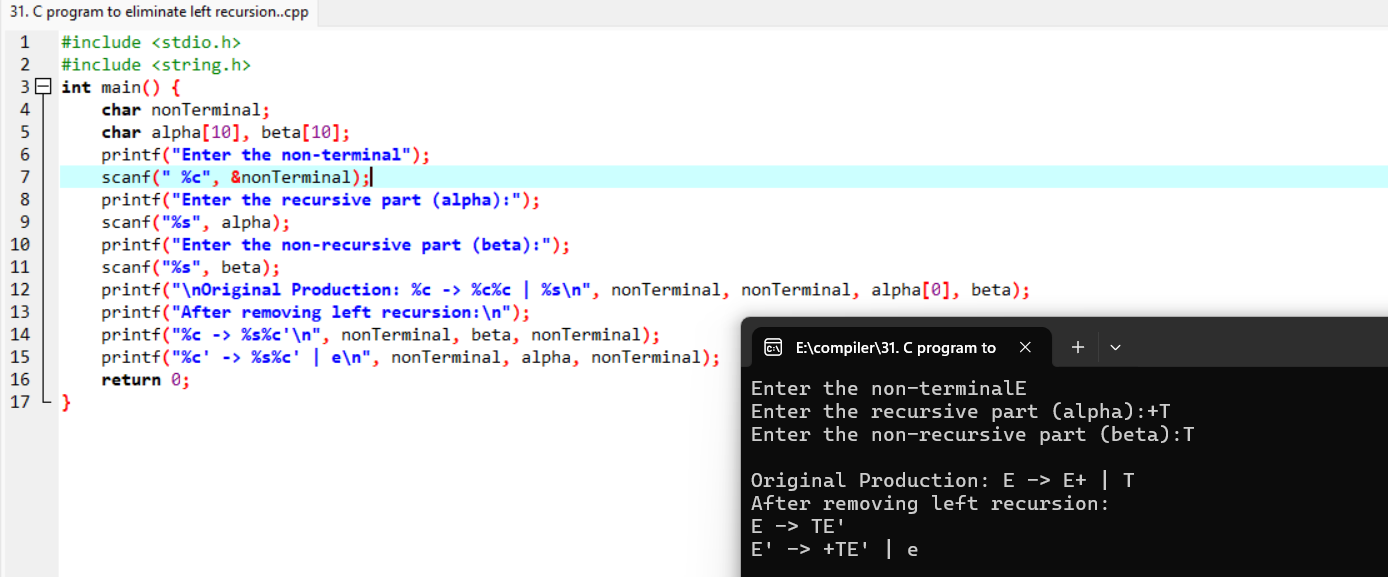 31. C program to eliminate left recursion..cpp
1 #include <stdio.h>
2 #include <string.h>
3 int main() {
4 char nonTerminal;
5 char alpha[10], beta[10];
6 printf("Enter the non-terminal");
7 scanf(" %c", &nonTerminal);
8 printf("Enter the recursive part (alpha):");
9 scanf("%s", alpha);
10 printf("Enter the non-recursive part (beta):");
11 scanf("%s", beta);
12 printf("\nOriginal Production: %c -> %c%c | %s\n", nonTerminal, nonTerminal, alpha[0], beta);
13 printf("After removing left recursion:\n");
14 printf("%c -> %s%c'\n", nonTerminal, beta, nonTerminal);
15 printf("%c' -> %s%c' | e\n", nonTerminal, alpha, nonTerminal);
16 return 0;
17 }
E:\compiler\31. C program to
Enter the non-terminalE
Enter the recursive part (alpha):+T
Enter the non-recursive part (beta):T
Original Production: E -> E+ | T
After removing left recursion:
E -> TE'
E' -> +TE' | e